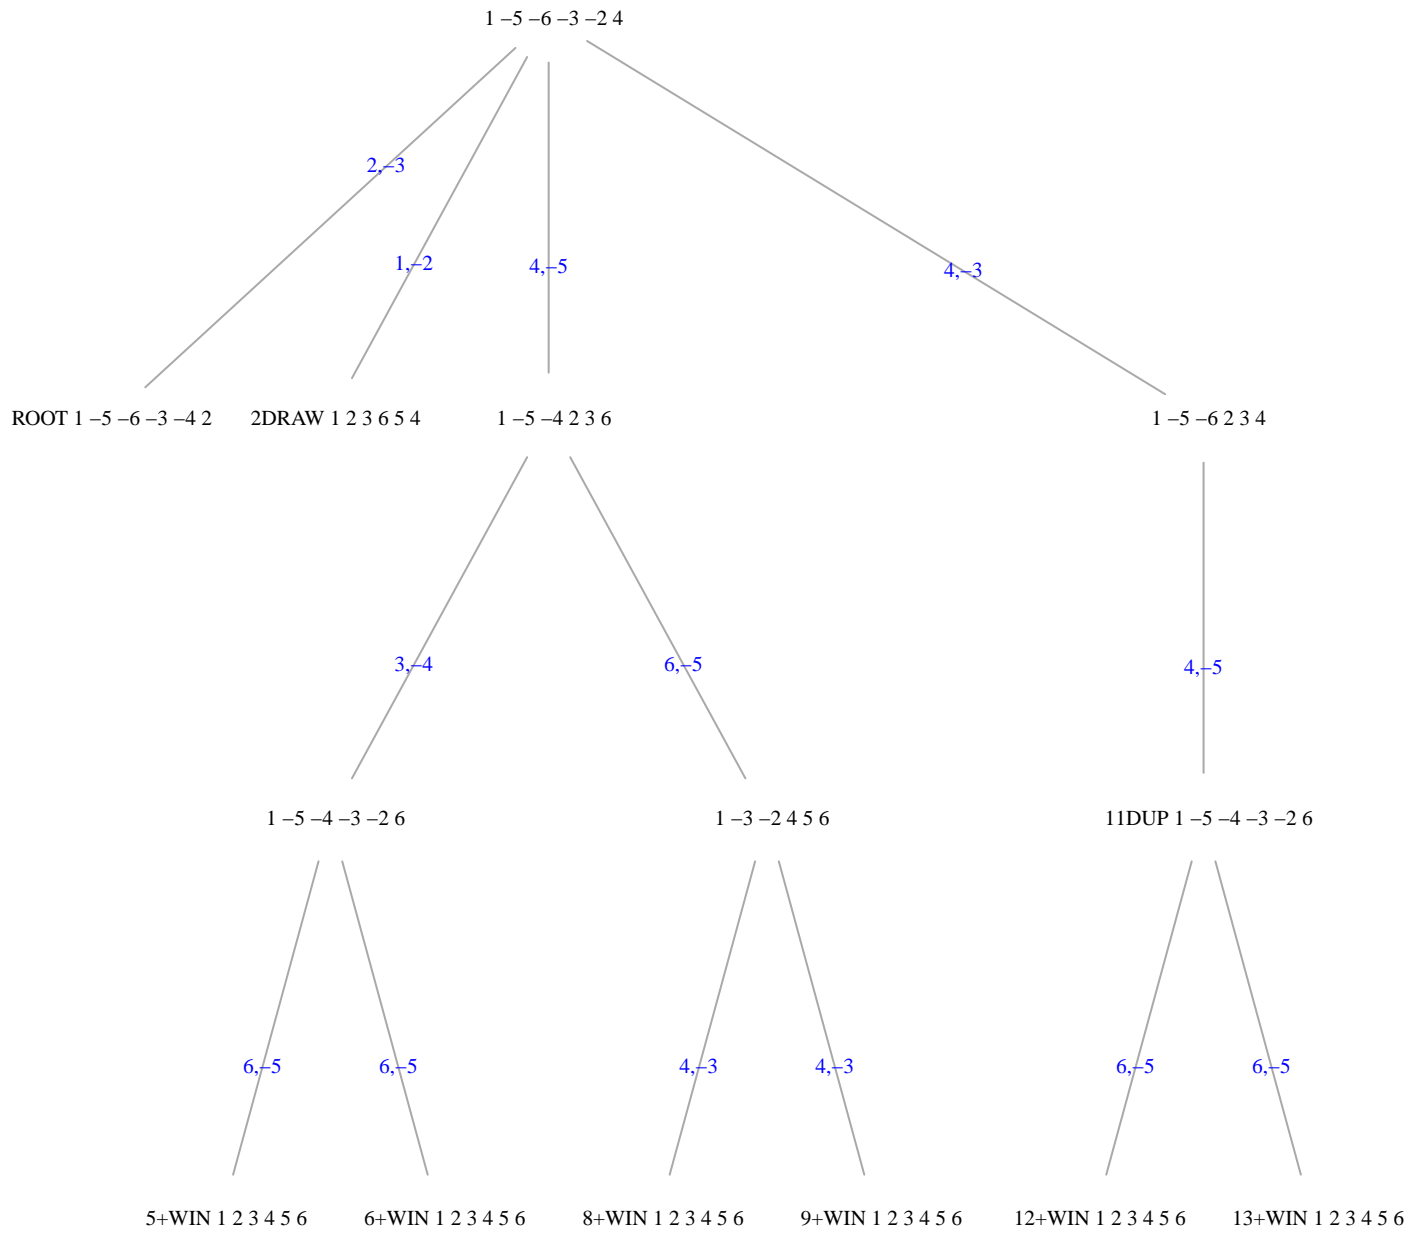 1 –5 –6 –3 –2 4
2,–3
1,–2
4,–5
4,–3
ROOT 1 –5 –6 –3 –4 2
2DRAW 1 2 3 6 5 4
1 –5 –4 2 3 6
1 –5 –6 2 3 4
3,–4
6,–5
4,–5
1 –5 –4 –3 –2 6
1 –3 –2 4 5 6
11DUP 1 –5 –4 –3 –2 6
6,–5
6,–5
4,–3
4,–3
6,–5
6,–5
5+WIN 1 2 3 4 5 6
6+WIN 1 2 3 4 5 6
8+WIN 1 2 3 4 5 6
9+WIN 1 2 3 4 5 6
12+WIN 1 2 3 4 5 6
13+WIN 1 2 3 4 5 6